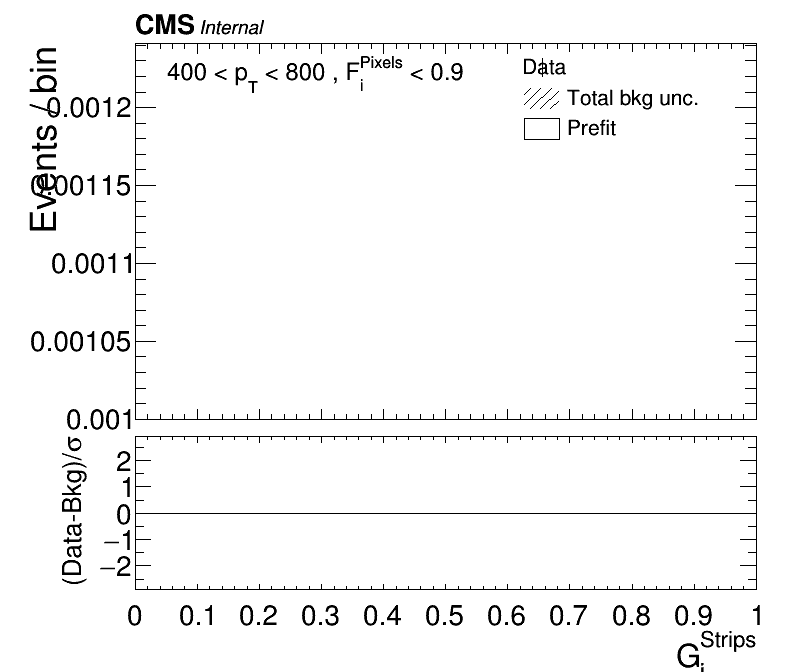 CMS Internal
400 < p_T < 800 , F_i^Pixels < 0.9
Data
Total bkg unc.
Prefit
Events / bin
0.0012
0.00115
0.0011
0.00105
0.001
(Data-Bkg)/σ
2
1
0
−1
−2
0 0.1 0.2 0.3 0.4 0.5 0.6 0.7 0.8 0.9 1
G_i^Strips